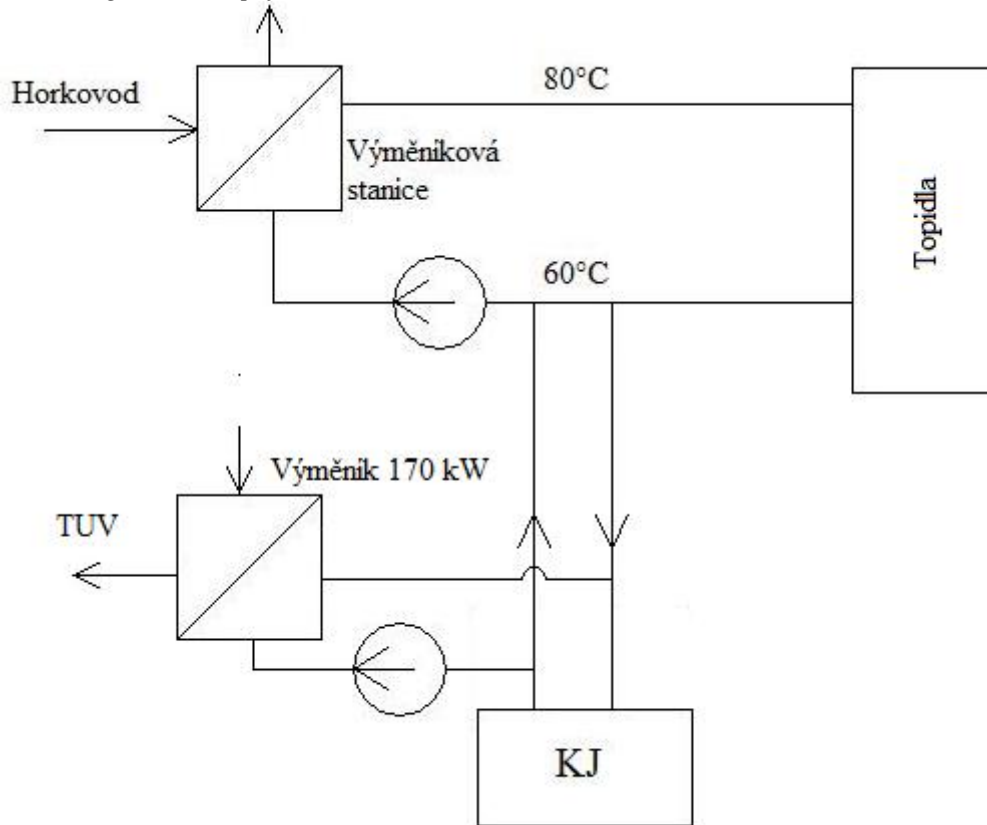 80°C
Horkovod
Výměníková
stanice
Topidla
60°C
Výměník 170 kW
TUV
KJ